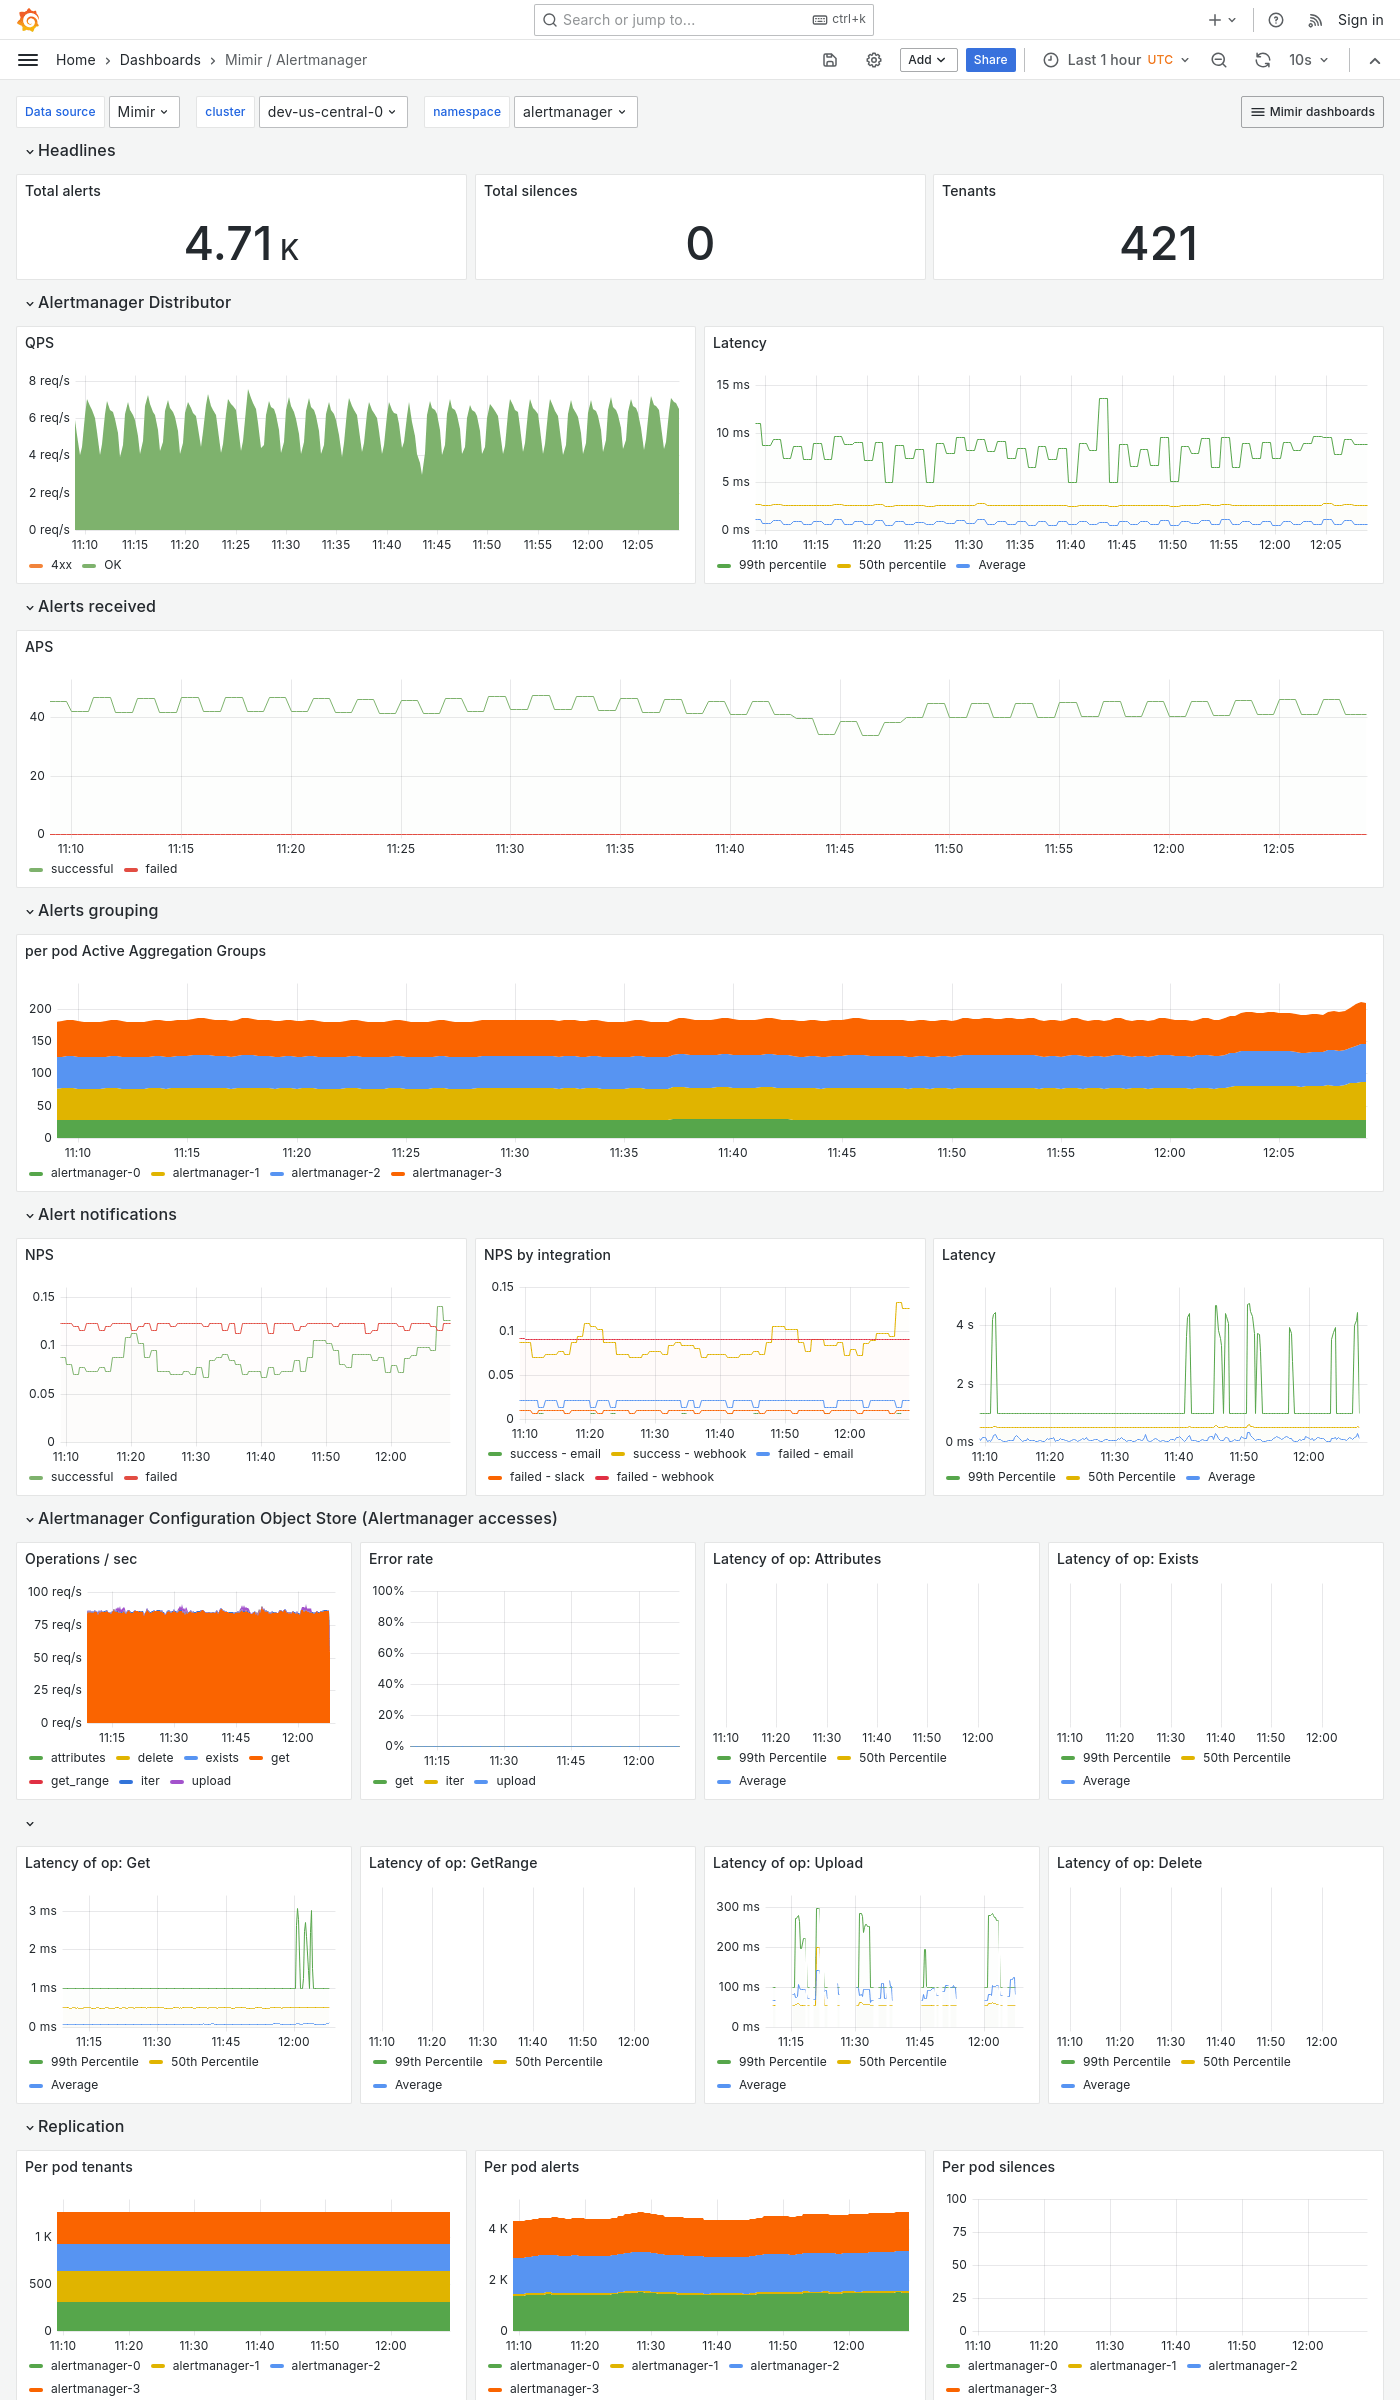 Search or jump to... ctrl+k Sign in
Home Dashboards Mimir / Alertmanager Add Share Last 1 hour UTC 10s
Data source Mimir cluster dev-us-central-0 namespace alertmanager Mimir dashboards
Headlines
Total alerts Total silences Tenants
4.71 K 0 421
Alertmanager Distributor
QPS
8 req/s
6 req/s
4 req/s
2 req/s
0 req/s
11:10 11:15 11:20 11:25 11:30 11:35 11:40 11:45 11:50 11:55 12:00 12:05
4xx OK
Latency
15 ms
10 ms
5 ms
0 ms
11:10 11:15 11:20 11:25 11:30 11:35 11:40 11:45 11:50 11:55 12:00 12:05
99th percentile 50th percentile Average
Alerts received
APS
40
20
0
11:10 11:15 11:20 11:25 11:30 11:35 11:40 11:45 11:50 11:55 12:00 12:05
successful failed
Alerts grouping
per pod Active Aggregation Groups
200
150
100
50
0
11:10 11:15 11:20 11:25 11:30 11:35 11:40 11:45 11:50 11:55 12:00 12:05
alertmanager-0 alertmanager-1 alertmanager-2 alertmanager-3
Alert notifications
NPS
0.15
0.1
0.05
0
11:10 11:20 11:30 11:40 11:50 12:00
successful failed
NPS by integration
0.15
0.1
0.05
0
11:10 11:20 11:30 11:40 11:50 12:00
success - email success - webhook failed - email
failed - slack failed - webhook
Latency
4 s
2 s
0 ms
11:10 11:20 11:30 11:40 11:50 12:00
99th Percentile 50th Percentile Average
Alertmanager Configuration Object Store (Alertmanager accesses)
Operations / sec
100 req/s
75 req/s
50 req/s
25 req/s
0 req/s
11:15 11:30 11:45 12:00
attributes delete exists get
get_range iter upload
Error rate
100%
80%
60%
40%
20%
0%
11:15 11:30 11:45 12:00
get iter upload
Latency of op: Attributes
11:10 11:20 11:30 11:40 11:50 12:00
99th Percentile 50th Percentile
Average
Latency of op: Exists
11:10 11:20 11:30 11:40 11:50 12:00
99th Percentile 50th Percentile
Average
Latency of op: Get
3 ms
2 ms
1 ms
0 ms
11:15 11:30 11:45 12:00
99th Percentile 50th Percentile
Average
Latency of op: GetRange
11:10 11:20 11:30 11:40 11:50 12:00
99th Percentile 50th Percentile
Average
Latency of op: Upload
300 ms
200 ms
100 ms
0 ms
11:15 11:30 11:45 12:00
99th Percentile 50th Percentile
Average
Latency of op: Delete
11:10 11:20 11:30 11:40 11:50 12:00
99th Percentile 50th Percentile
Average
Replication
Per pod tenants
1 K
500
0
11:10 11:20 11:30 11:40 11:50 12:00
alertmanager-0 alertmanager-1 alertmanager-2
alertmanager-3
Per pod alerts
4 K
2 K
0
11:10 11:20 11:30 11:40 11:50 12:00
alertmanager-0 alertmanager-1 alertmanager-2
alertmanager-3
Per pod silences
100
75
50
25
0
11:10 11:20 11:30 11:40 11:50 12:00
alertmanager-0 alertmanager-1 alertmanager-2
alertmanager-3